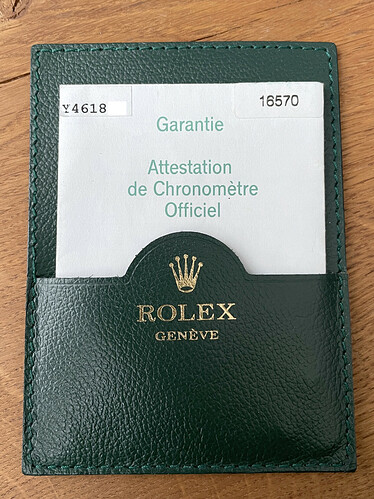 Y4618
16570
Garantie
Attestation
de Chronomètre
Officiel
ROLEX
GENÈVE